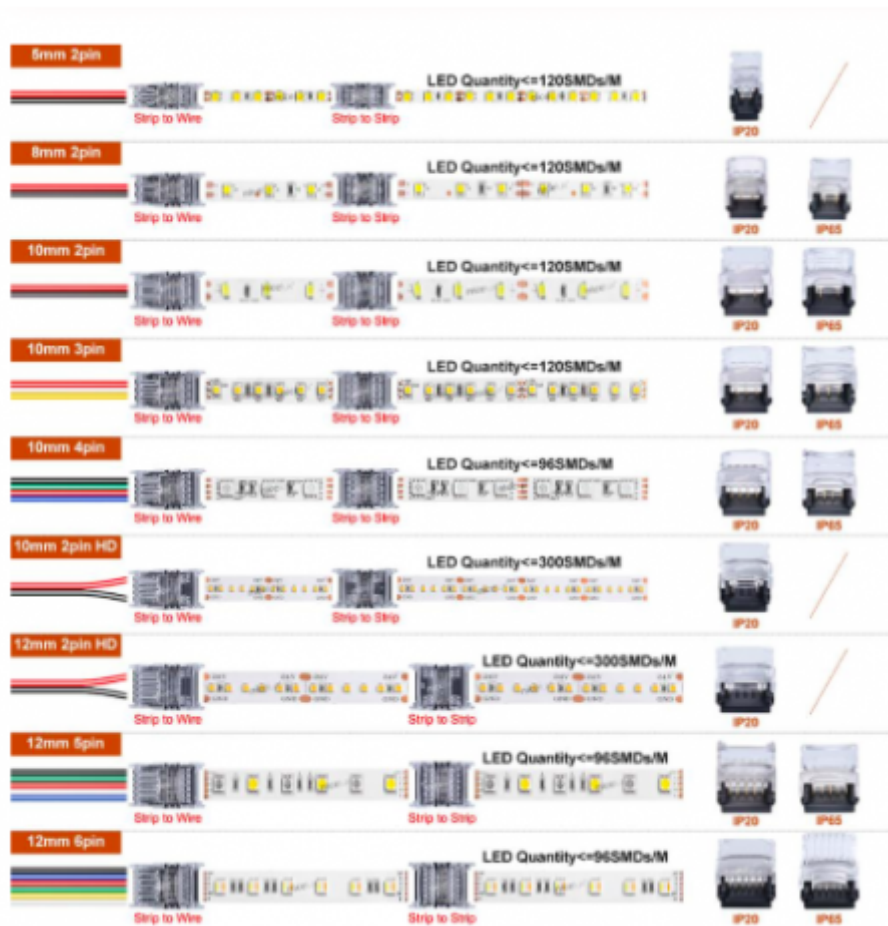 5mm 2pin
LED Quantity<=120SMDs/M
Strip to Wire
Strip to Strip
IP20
8mm 2pin
LED Quantity<=120SMDs/M
Strip to Wire
Strip to Strip
IP20
IP65
10mm 2pin
LED Quantity<=120SMDs/M
Strip to Wire
Strip to Strip
IP20
IP65
10mm 3pin
LED Quantity<=120SMDs/M
Strip to Wire
Strip to Strip
IP20
IP65
10mm 4pin
LED Quantity<=96SMDs/M
Strip to Wire
Strip to Strip
IP20
IP65
10mm 2pin HD
LED Quantity<=300SMDs/M
Strip to Wire
Strip to Strip
IP20
12mm 2pin HD
LED Quantity<=300SMDs/M
Strip to Wire
Strip to Strip
IP20
12mm 5pin
LED Quantity<=96SMDs/M
Strip to Wire
Strip to Strip
IP20
IP65
12mm 6pin
LED Quantity<=96SMDs/M
Strip to Wire
Strip to Strip
IP20
IP65